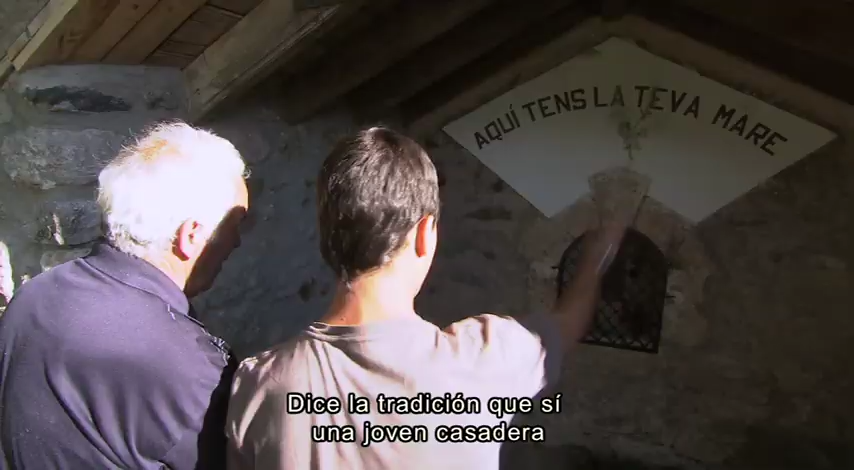 AQUÍ TENS LA TEVA MARE
Dice la tradición que sí
una joven casadera